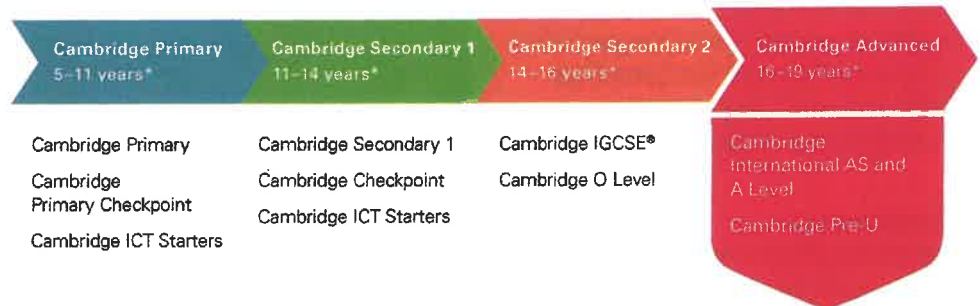 Cambridge Primary
5–11 years*
Cambridge Secondary 1
11–14 years*
Cambridge Secondary 2
14–16 years*
Cambridge Advanced
16–19 years*
Cambridge Primary
Cambridge
Primary Checkpoint
Cambridge ICT Starters
Cambridge Secondary 1
Cambridge Checkpoint
Cambridge ICT Starters
Cambridge IGCSE®
Cambridge O Level
Cambridge
International AS and
A Level
Cambridge Pre-U